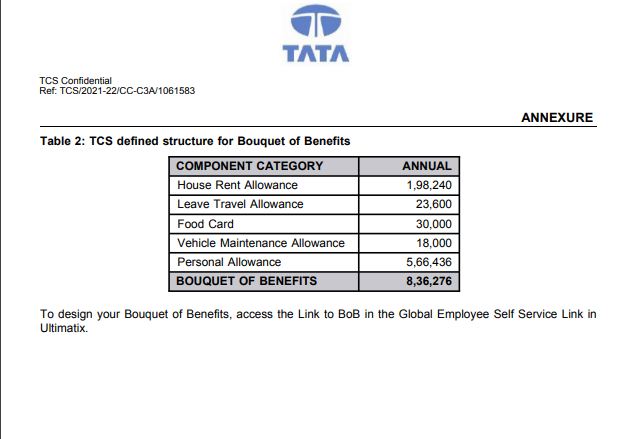 TATA
TCS Confidential
Ref: TCS/2021-22/CC-C3A/1061583
ANNEXURE
Table 2: TCS defined structure for Bouquet of Benefits
COMPONENT CATEGORY ANNUAL
House Rent Allowance 1,98,240
Leave Travel Allowance 23,600
Food Card 30,000
Vehicle Maintenance Allowance 18,000
Personal Allowance 5,66,436
BOUQUET OF BENEFITS 8,36,276
To design your Bouquet of Benefits, access the Link to BoB in the Global Employee Self Service Link in
Ultimatix.